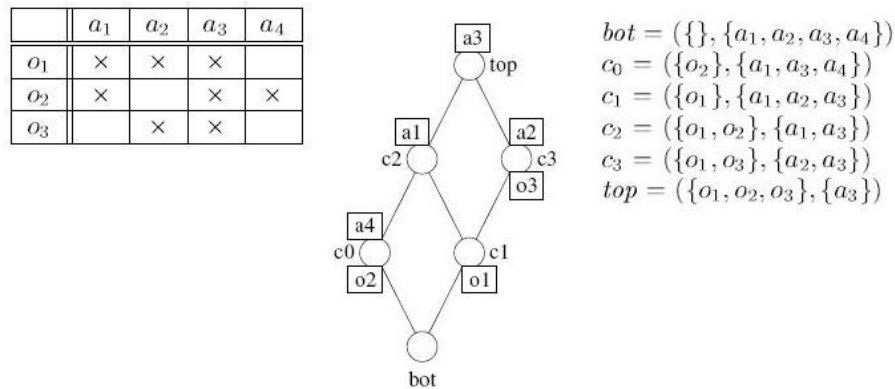 a₁ a₂ a₃ a₄
o₁ × × ×
o₂ × × ×
o₃ × ×
a3
top
a1
c2
a2
c3
o3
a4
c0
o2
c1
o1
bot
bot = ({}, {a₁, a₂, a₃, a₄})
c₀ = ({o₂}, {a₁, a₃, a₄})
c₁ = ({o₁}, {a₁, a₂, a₃})
c₂ = ({o₁, o₂}, {a₁, a₃})
c₃ = ({o₁, o₃}, {a₂, a₃})
top = ({o₁, o₂, o₃}, {a₃})